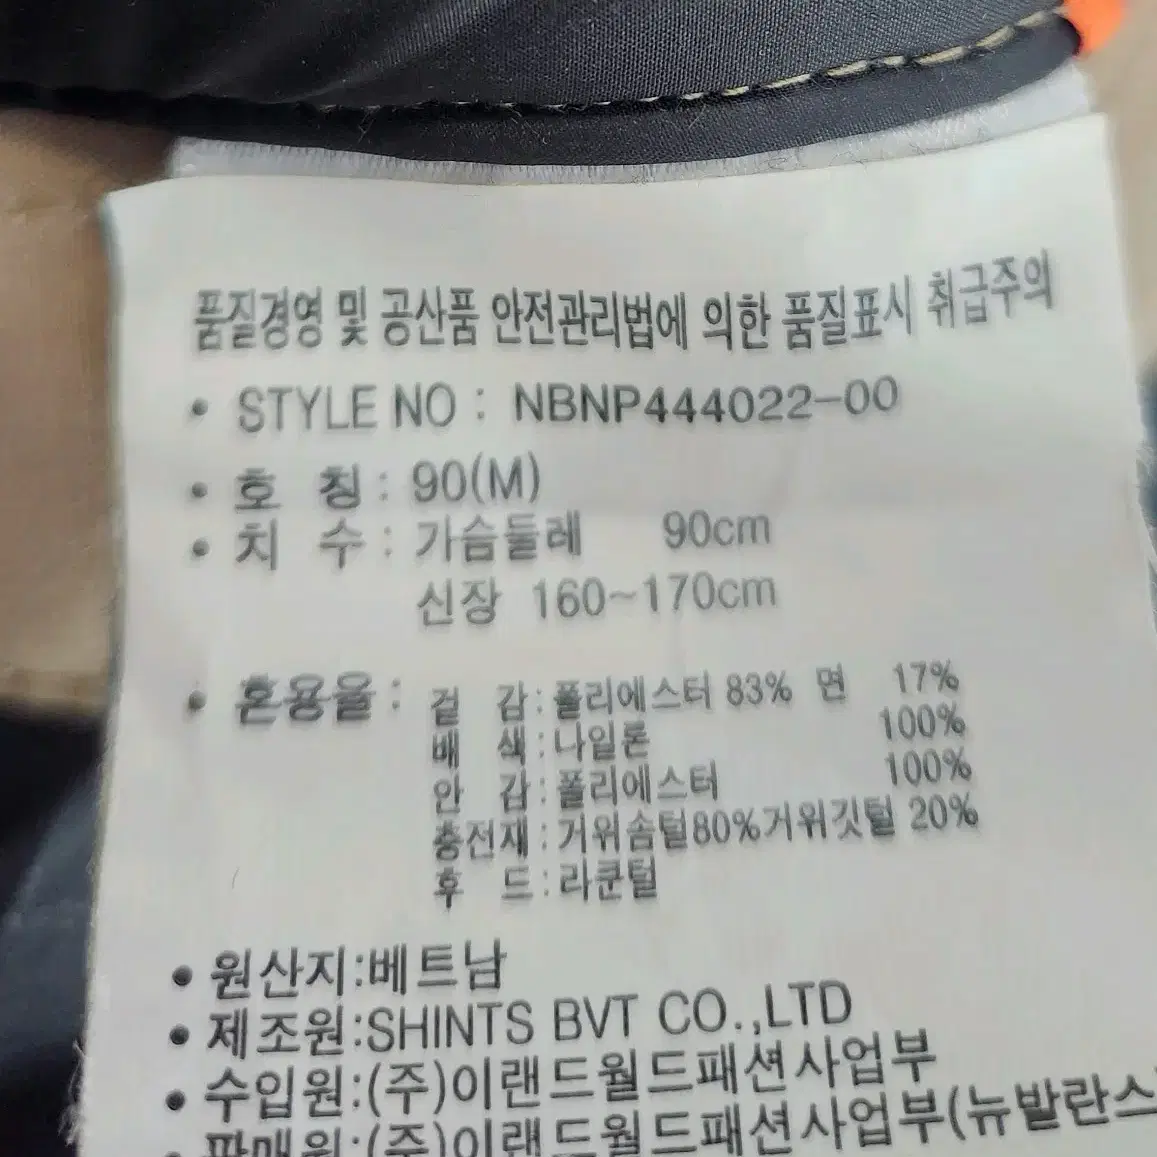 품질경영 및 공산품 안전관리법에 의한 품질표시 취급주의
• STYLE NO : NBNP444022-00
• 호 칭 : 90(M)
• 치 수 : 가슴둘레 90cm
신장 160~170cm
• 혼용율 : 겉 감 : 폴리에스터 83% 면 17%
배 색 : 나일론 100%
안 감 : 폴리에스터 100%
충전재 : 거위솜털80%거위깃털 20%
후 드 : 라쿤털
• 원산지:베트남
• 제조원:SHINTS BVT CO.,LTD
• 수입원:(주)이랜드월드패션사업부
• 판매원:(주)이랜드월드패션사업부(뉴발란스